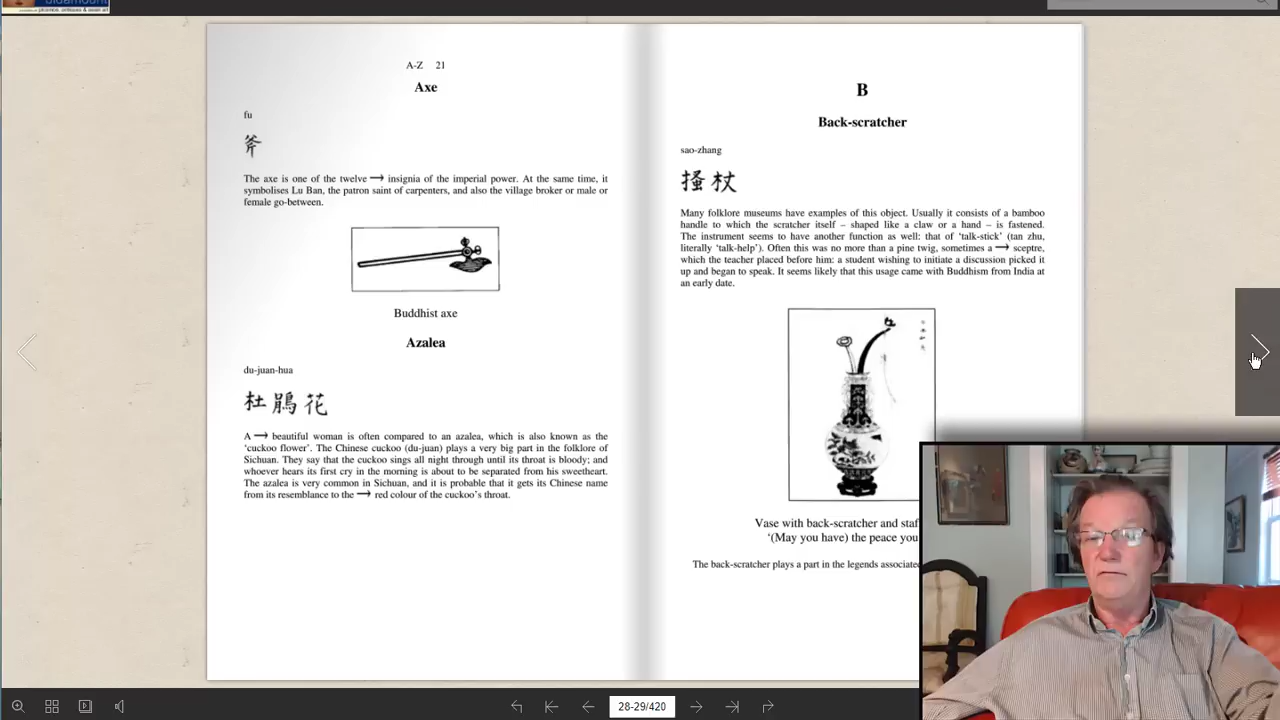 A-Z 21
Axe
fu
斧
The axe is one of the twelve → insignia of the imperial power. At the same time, it
symbolises Lu Ban, the patron saint of carpenters, and also the village broker or male or
female go-between.
Buddhist axe
Azalea
du-juan-hua
杜鵑花
A → beautiful woman is often compared to an azalea, which is also known as the
‘cuckoo flower’. The Chinese cuckoo (du-juan) plays a very big part in the folklore of
Sichuan. They say that the cuckoo sings all night through until its throat is bloody; and
whoever hears its first cry in the morning is about to be separated from his sweetheart.
The azalea is very common in Sichuan, and it is probable that it gets its Chinese name
from its resemblance to the → red colour of the cuckoo’s throat.
B
Back-scratcher
sao-zhang
搔杖
Many folklore museums have examples of this object. Usually it consists of a bamboo
handle to which the scratcher itself – shaped like a claw or a hand – is fastened.
The instrument seems to have another function as well: that of ‘talk-stick’ (tan zhu,
literally ‘talk-help’). Often this was no more than a pine twig, sometimes a → sceptre,
which the teacher placed before him: a student wishing to initiate a discussion picked it
up and began to speak. It seems likely that this usage came with Buddhism from India at
an early date.
Vase with back-scratcher and staf
‘(May you have) the peace you
The back-scratcher plays a part in the legends associate
28-29/420